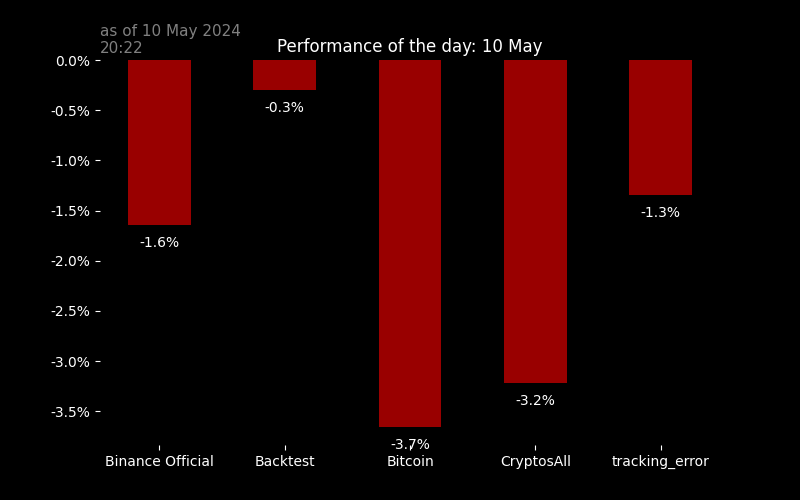 as of 10 May 2024
20:22
Performance of the day: 10 May
0.0%
-0.5%
-1.0%
-1.5%
-2.0%
-2.5%
-3.0%
-3.5%
-1.6%
-0.3%
-3.7%
-3.2%
-1.3%
Binance Official
Backtest
Bitcoin
CryptosAll
tracking_error